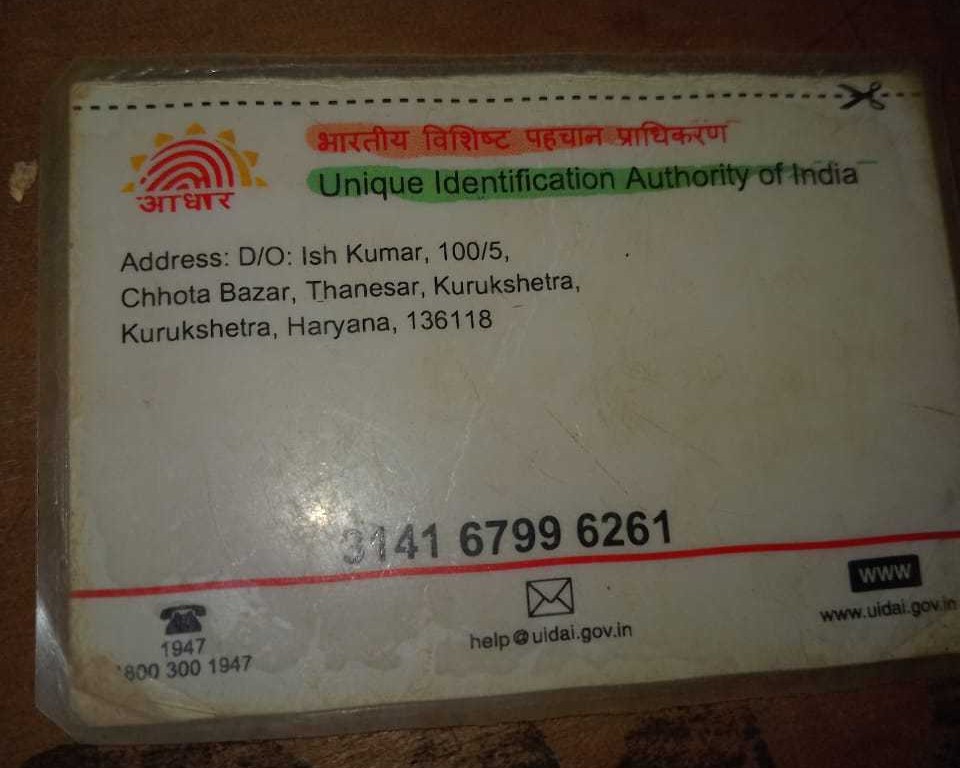 भारतीय विशिष्ट पहचान प्राधिकरण
Unique Identification Authority of India
आधार
Address: D/O: Ish Kumar, 100/5,
Chhota Bazar, Thanesar, Kurukshetra,
Kurukshetra, Haryana, 136118
3141 6799 6261
1947
1800 300 1947
help@uidai.gov.in
WWW
www.uidai.gov.in